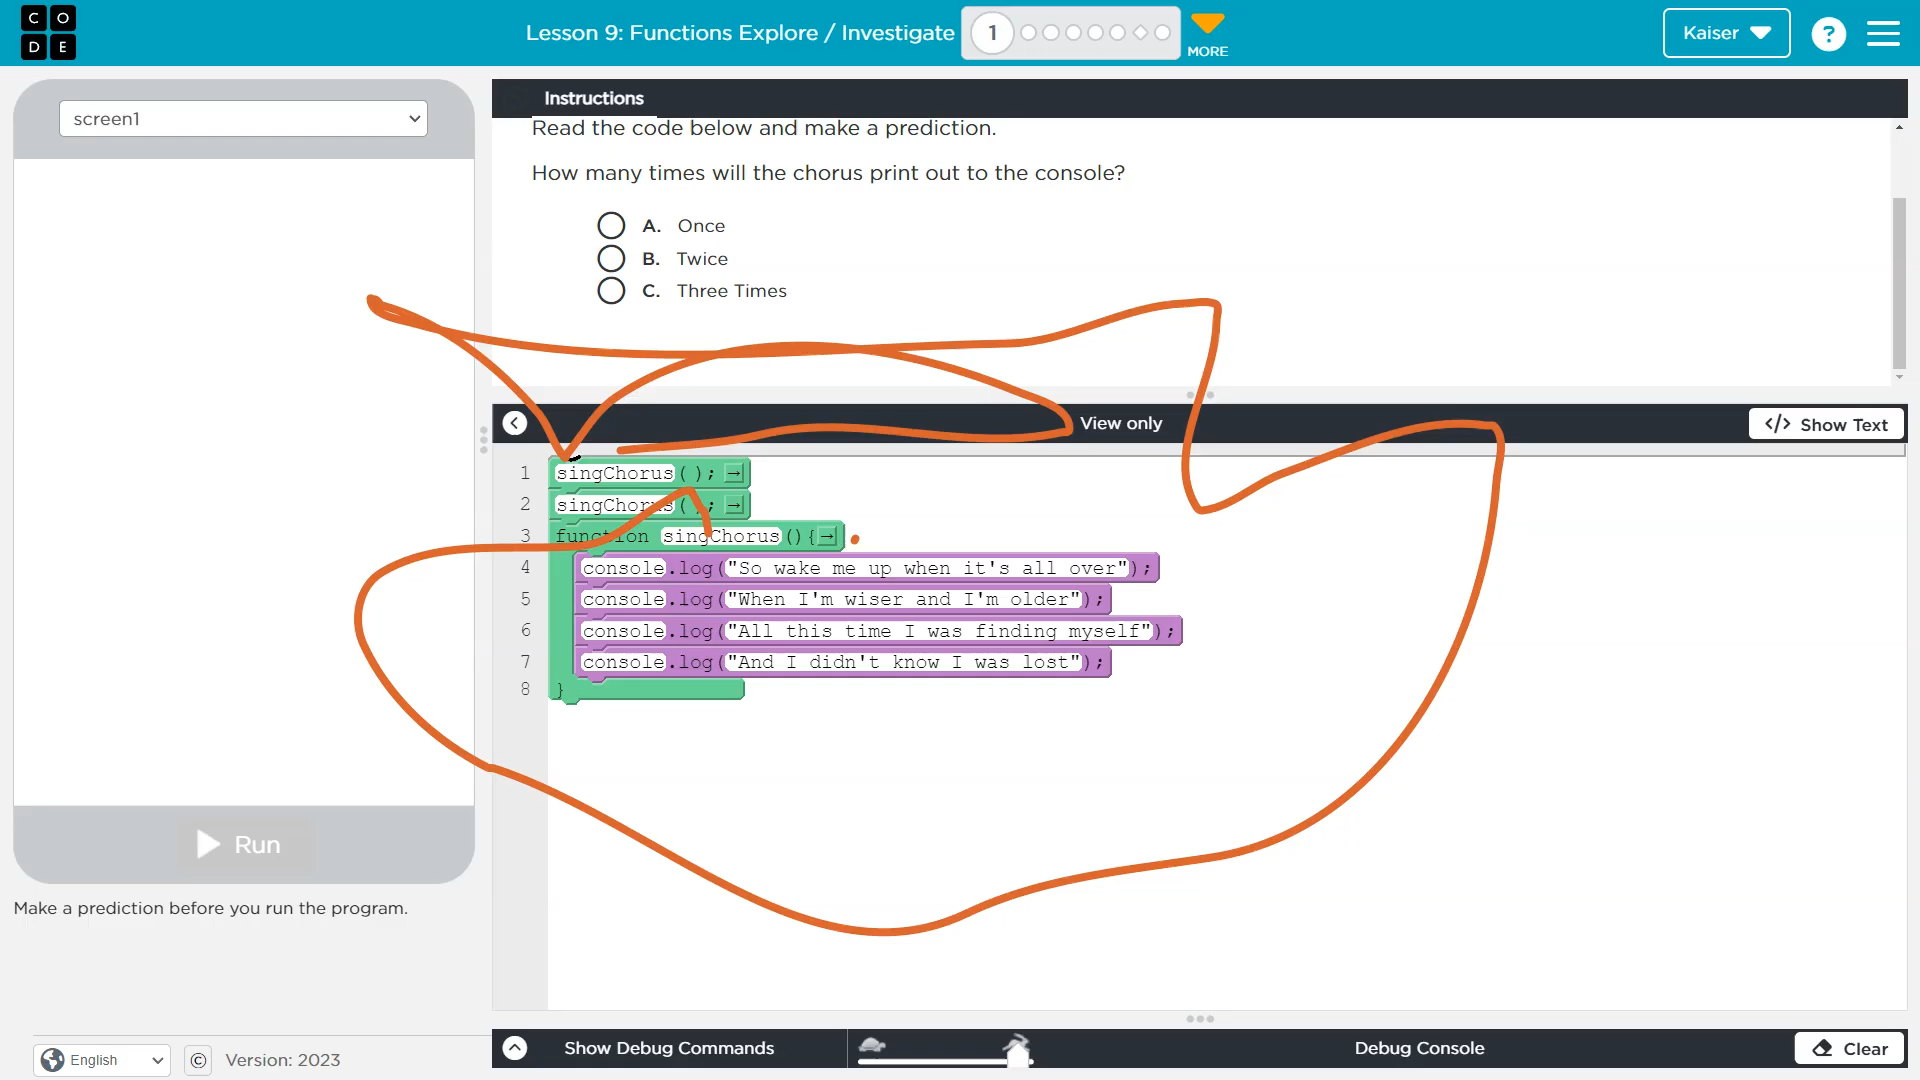 C O
D E
Lesson 9: Functions Explore / Investigate
1
MORE
Kaiser
?
screen1
Instructions
Read the code below and make a prediction.
How many times will the chorus print out to the console?
A. Once
B. Twice
C. Three Times
View only
</> Show Text
1 singChorus();
2 singChorus();
3 function singChorus(){
4 console.log("So wake me up when it's all over");
5 console.log("When I'm wiser and I'm older");
6 console.log("All this time I was finding myself");
7 console.log("And I didn't know I was lost");
8 }
Run
Make a prediction before you run the program.
English
© Version: 2023
Show Debug Commands
Debug Console
Clear